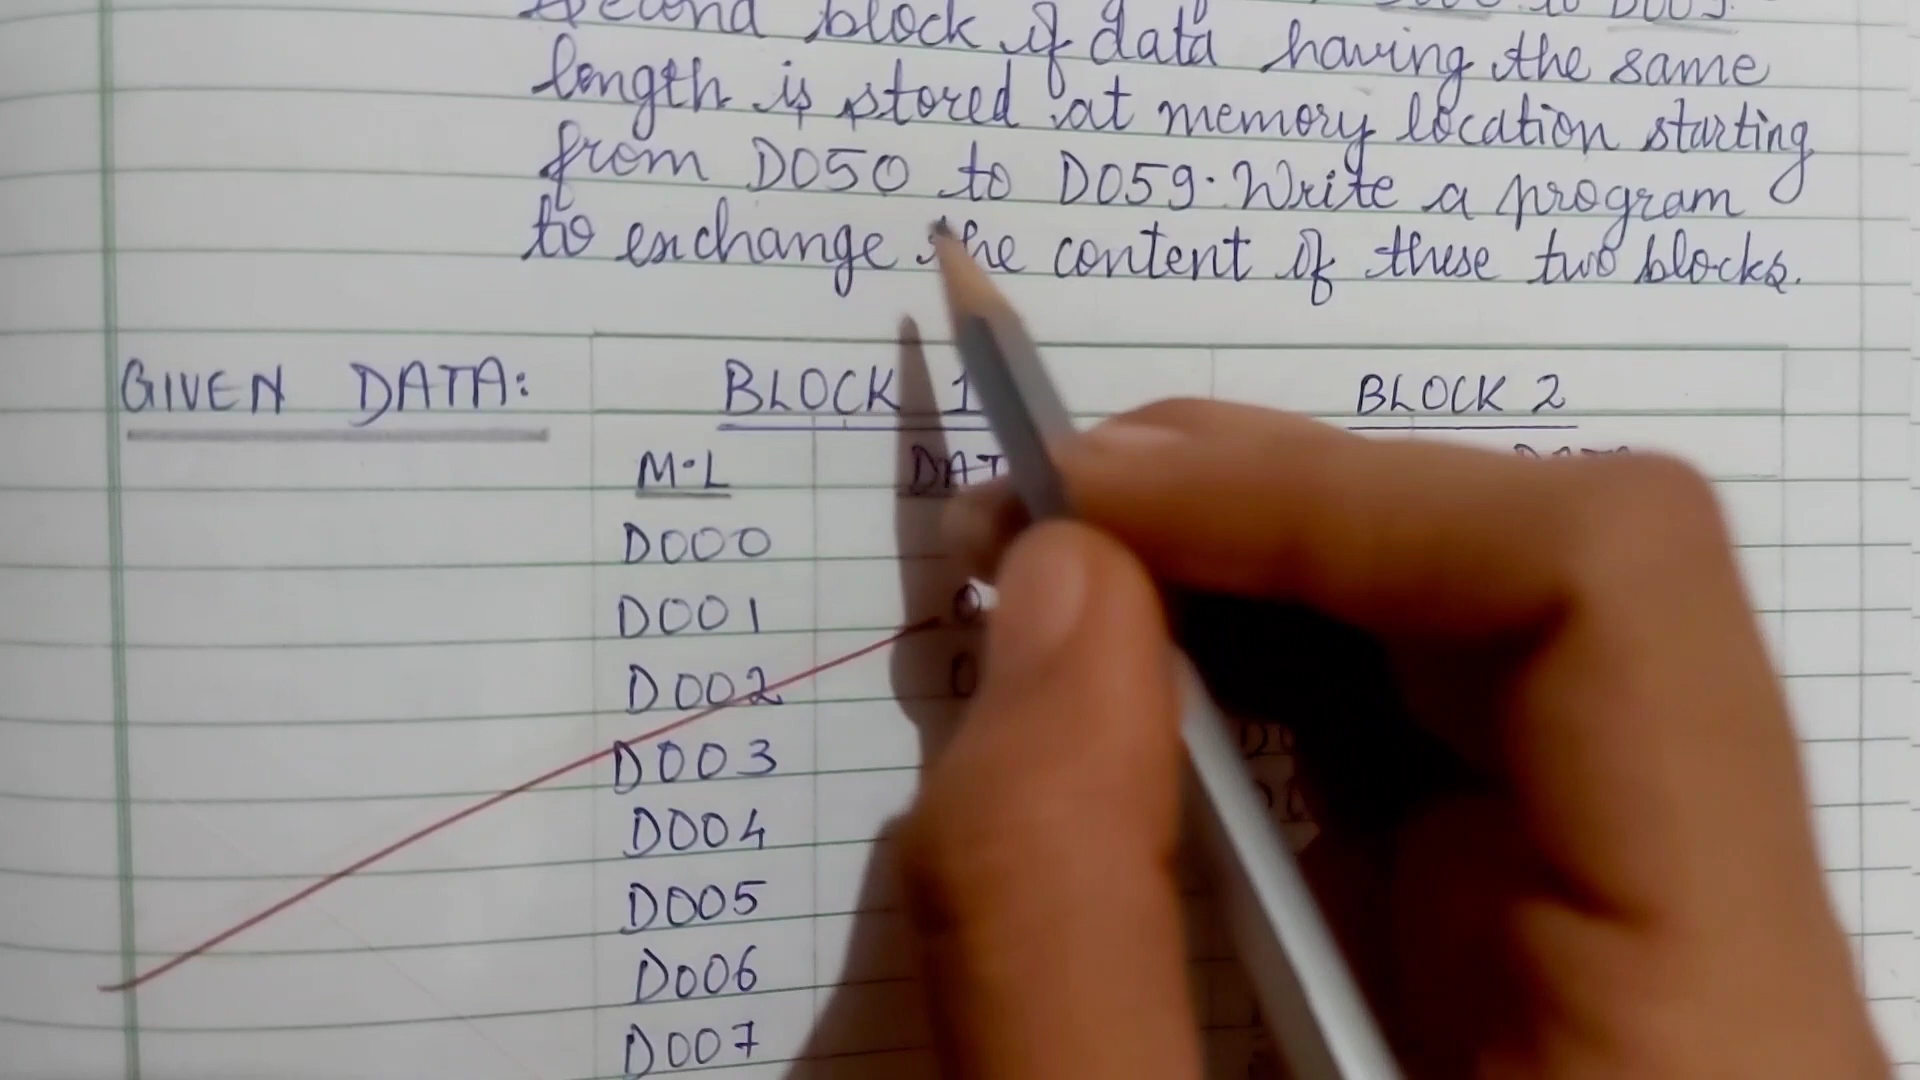 second block of data having the same
length is stored at memory location starting
from D050 to D059. Write a program
to exchange the content of these two blocks.
GIVEN DATA: BLOCK 1 BLOCK 2
M.L
D000
D001
D002
D003
D004
D005
D006
D007